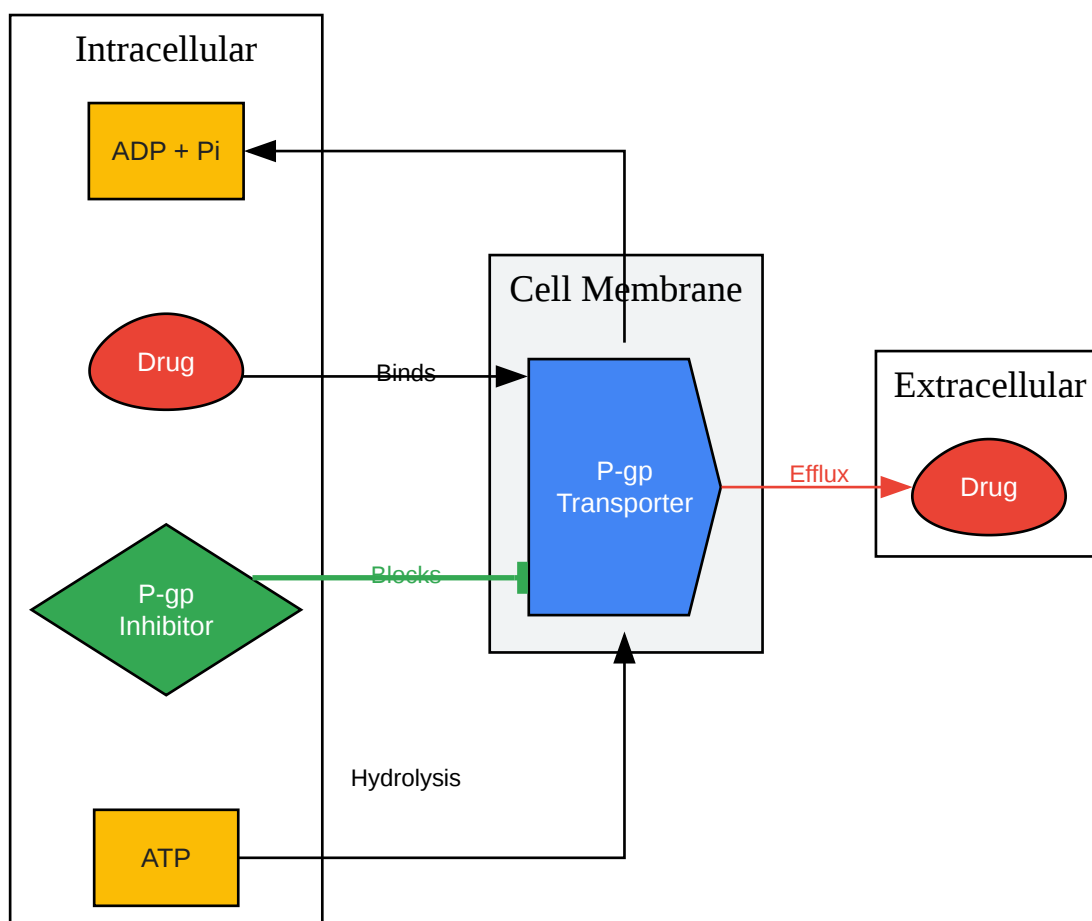 Intracellular
ADP + Pi
Cell Membrane
Drug
Binds
Extracellular
P-gp
Transporter
Efflux
Drug
Blocks
P-gp
Inhibitor
Hydrolysis
ATP